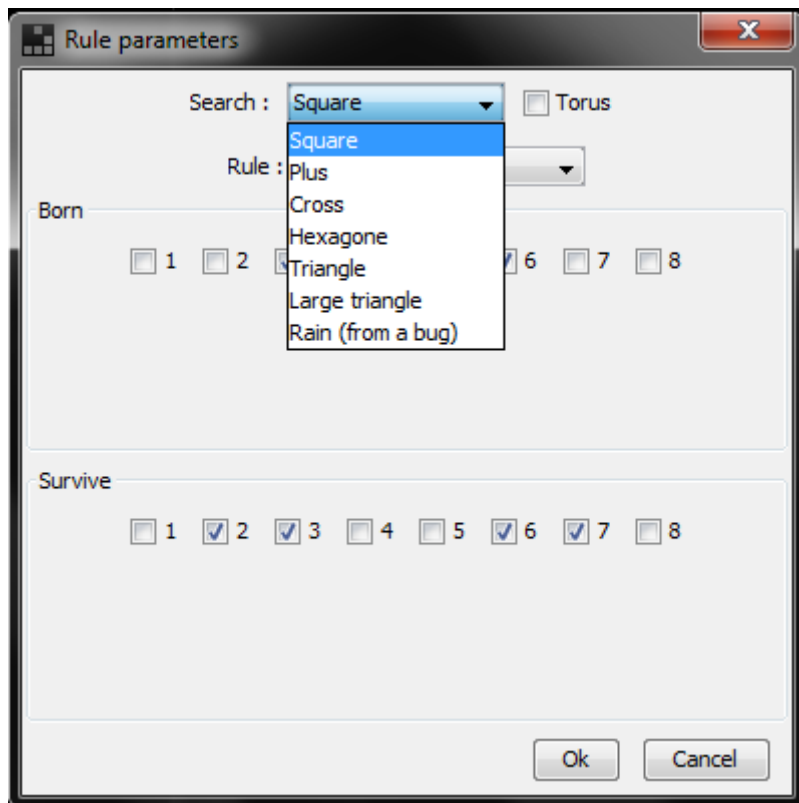 Rule parameters
Search : Square Torus
Square
Rule :
Plus
Born
Cross
Hexagone
1 2 6 7 8
Triangle
Large triangle
Rain (from a bug)
Survive
1 2 3 4 5 6 7 8
Ok Cancel